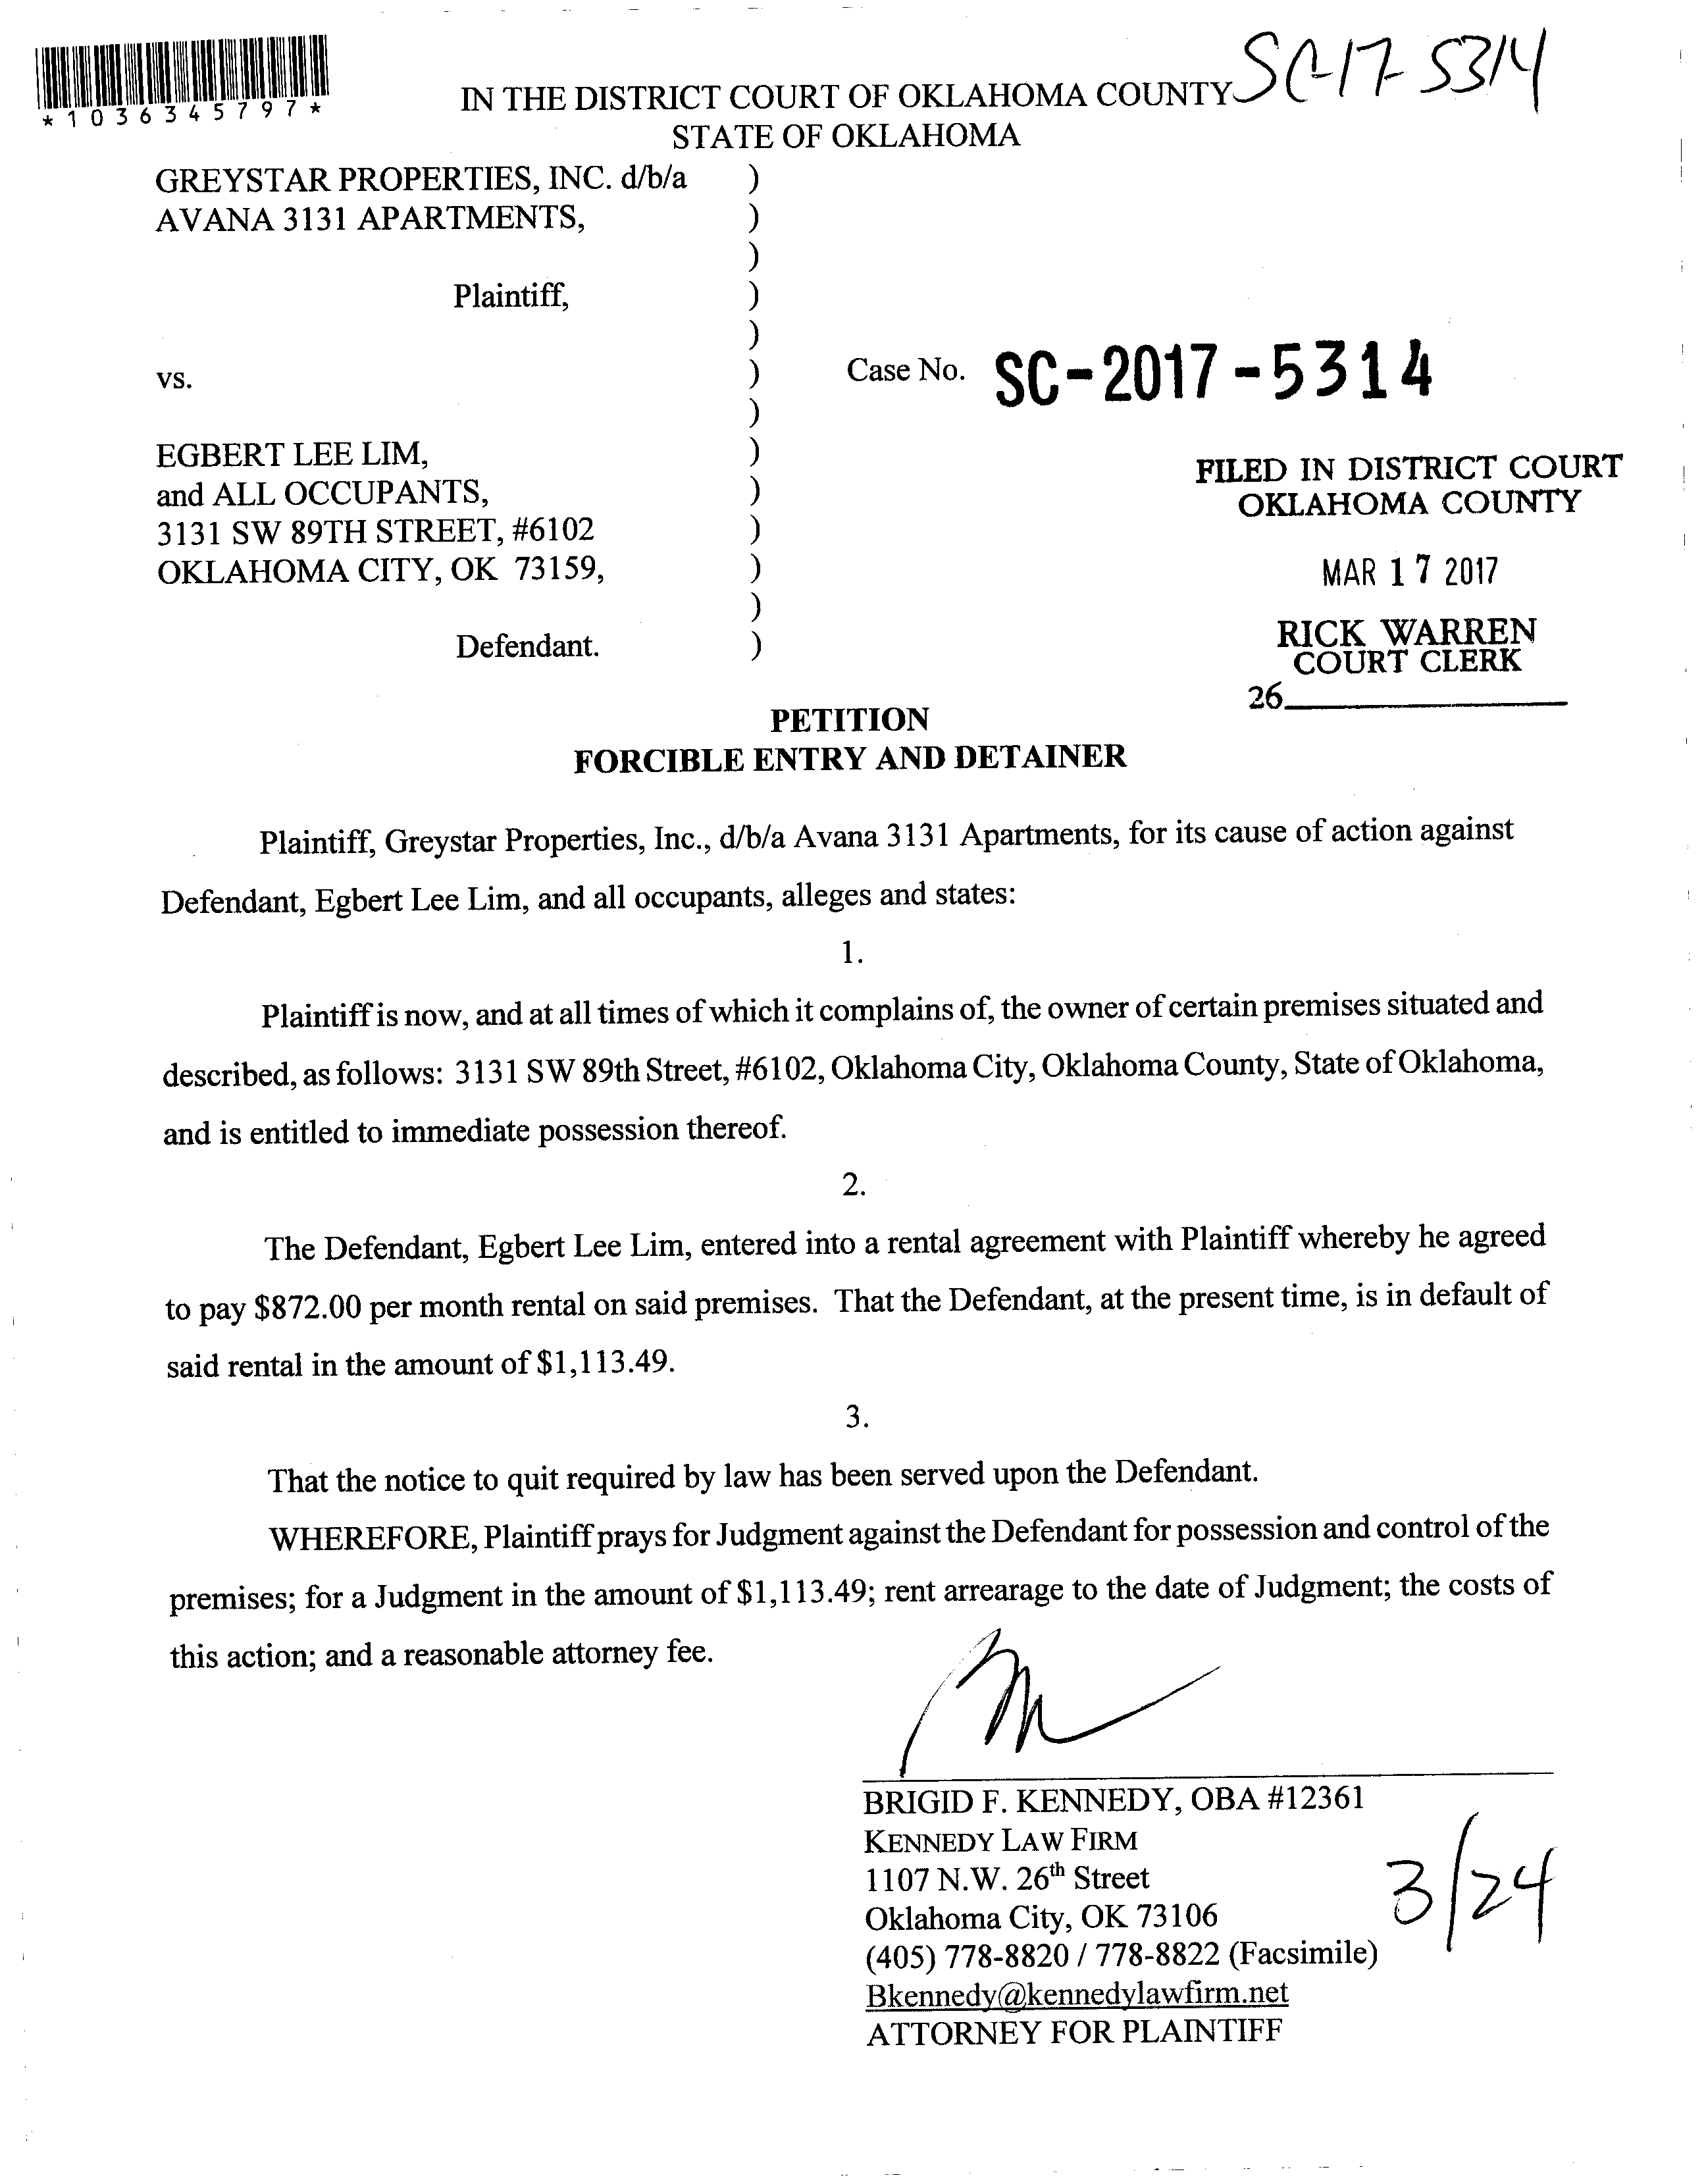 SC-17-5314
*1036345797*
IN THE DISTRICT COURT OF OKLAHOMA COUNTY
STATE OF OKLAHOMA
GREYSTAR PROPERTIES, INC. d/b/a )
AVANA 3131 APARTMENTS, )
)
Plaintiff, )
)
vs. ) Case No. SC-2017-5314
)
EGBERT LEE LIM, )
and ALL OCCUPANTS, )
3131 SW 89TH STREET, #6102 )
OKLAHOMA CITY, OK 73159, )
)
Defendant. )
FILED IN DISTRICT COURT
OKLAHOMA COUNTY
MAR 17 2017
RICK WARREN
COURT CLERK
26
PETITION
FORCIBLE ENTRY AND DETAINER
Plaintiff, Greystar Properties, Inc., d/b/a Avana 3131 Apartments, for its cause of action against
Defendant, Egbert Lee Lim, and all occupants, alleges and states:
1.
Plaintiff is now, and at all times of which it complains of, the owner of certain premises situated and
described, as follows: 3131 SW 89th Street, #6102, Oklahoma City, Oklahoma County, State of Oklahoma,
and is entitled to immediate possession thereof.
2.
The Defendant, Egbert Lee Lim, entered into a rental agreement with Plaintiff whereby he agreed
to pay $872.00 per month rental on said premises. That the Defendant, at the present time, is in default of
said rental in the amount of $1,113.49.
3.
That the notice to quit required by law has been served upon the Defendant.
WHEREFORE, Plaintiff prays for Judgment against the Defendant for possession and control of the
premises; for a Judgment in the amount of $1,113.49; rent arrearage to the date of Judgment; the costs of
this action; and a reasonable attorney fee.
BRIGID F. KENNEDY, OBA #12361
KENNEDY LAW FIRM
1107 N.W. 26th Street
Oklahoma City, OK 73106
(405) 778-8820 / 778-8822 (Facsimile)
Bkennedy@kennedylawfirm.net
ATTORNEY FOR PLAINTIFF
3/24